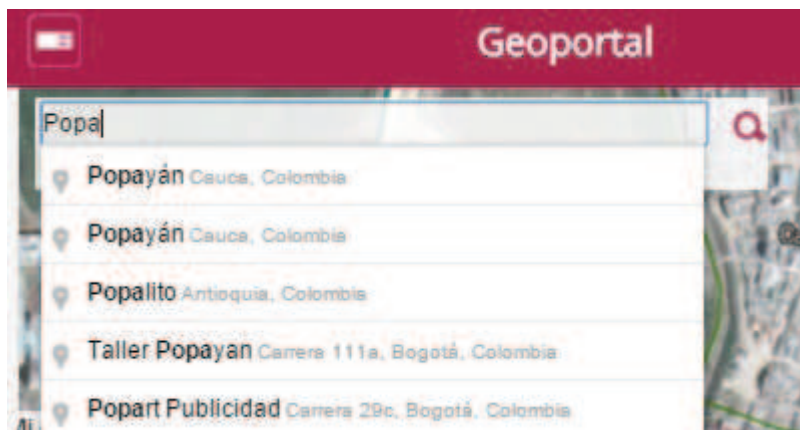 Geoportal
Popa
Popayán Cauca, Colombia
Popayán Cauca, Colombia
Popalito Antioquia, Colombia
Taller Popayan Carrera 111a, Bogotá, Colombia
Popart Publicidad Carrera 29c, Bogotá, Colombia